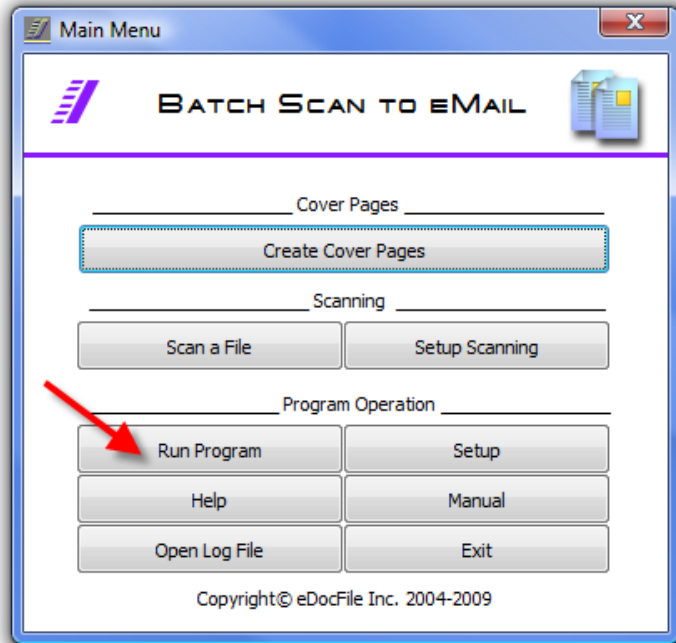 Main Menu
BATCH SCAN TO EMAIL
Cover Pages
Create Cover Pages
Scanning
Scan a File Setup Scanning
Program Operation
Run Program Setup
Help Manual
Open Log File Exit
Copyright© eDocFile Inc. 2004-2009